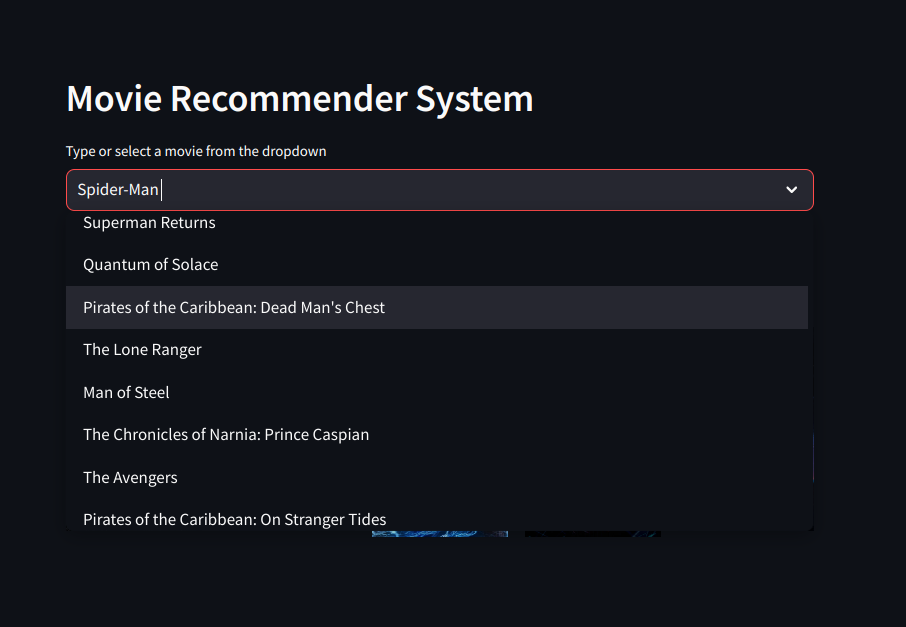 Movie Recommender System
Type or select a movie from the dropdown
Spider-Man
Superman Returns
Quantum of Solace
Pirates of the Caribbean: Dead Man's Chest
The Lone Ranger
Man of Steel
The Chronicles of Narnia: Prince Caspian
The Avengers
Pirates of the Caribbean: On Stranger Tides